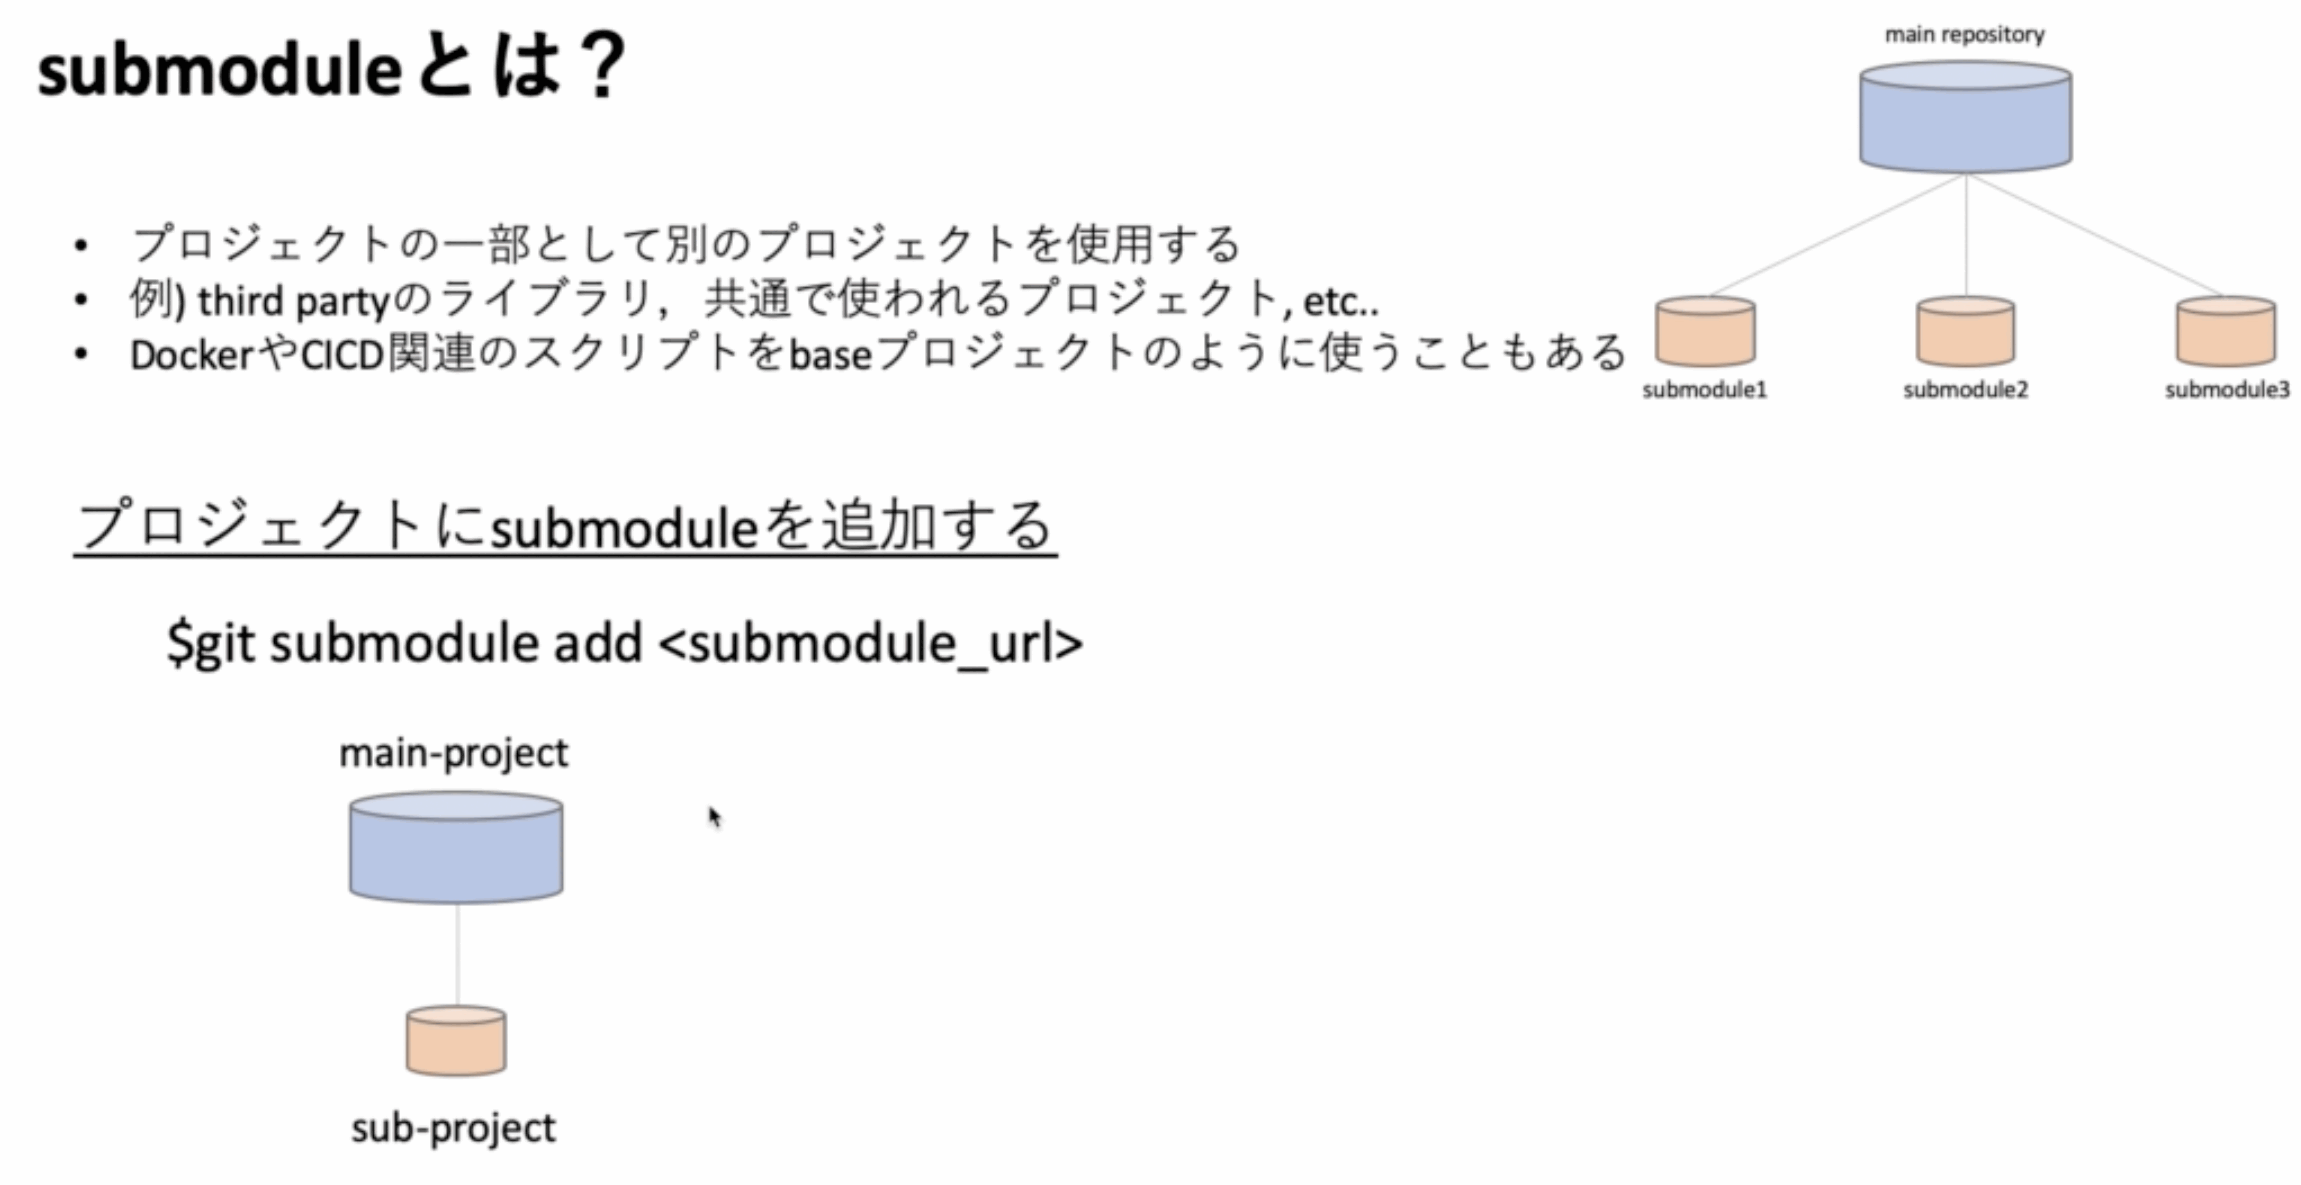 submoduleとは？
main repository
• プロジェクトの一部として別のプロジェクトを使用する
• 例) third partyのライブラリ，共通で使われるプロジェクト, etc..
• DockerやCICD関連のスクリプトをbaseプロジェクトのように使うこともある
submodule1
submodule2
submodule3
プロジェクトにsubmoduleを追加する
$git submodule add <submodule_url>
main-project
sub-project